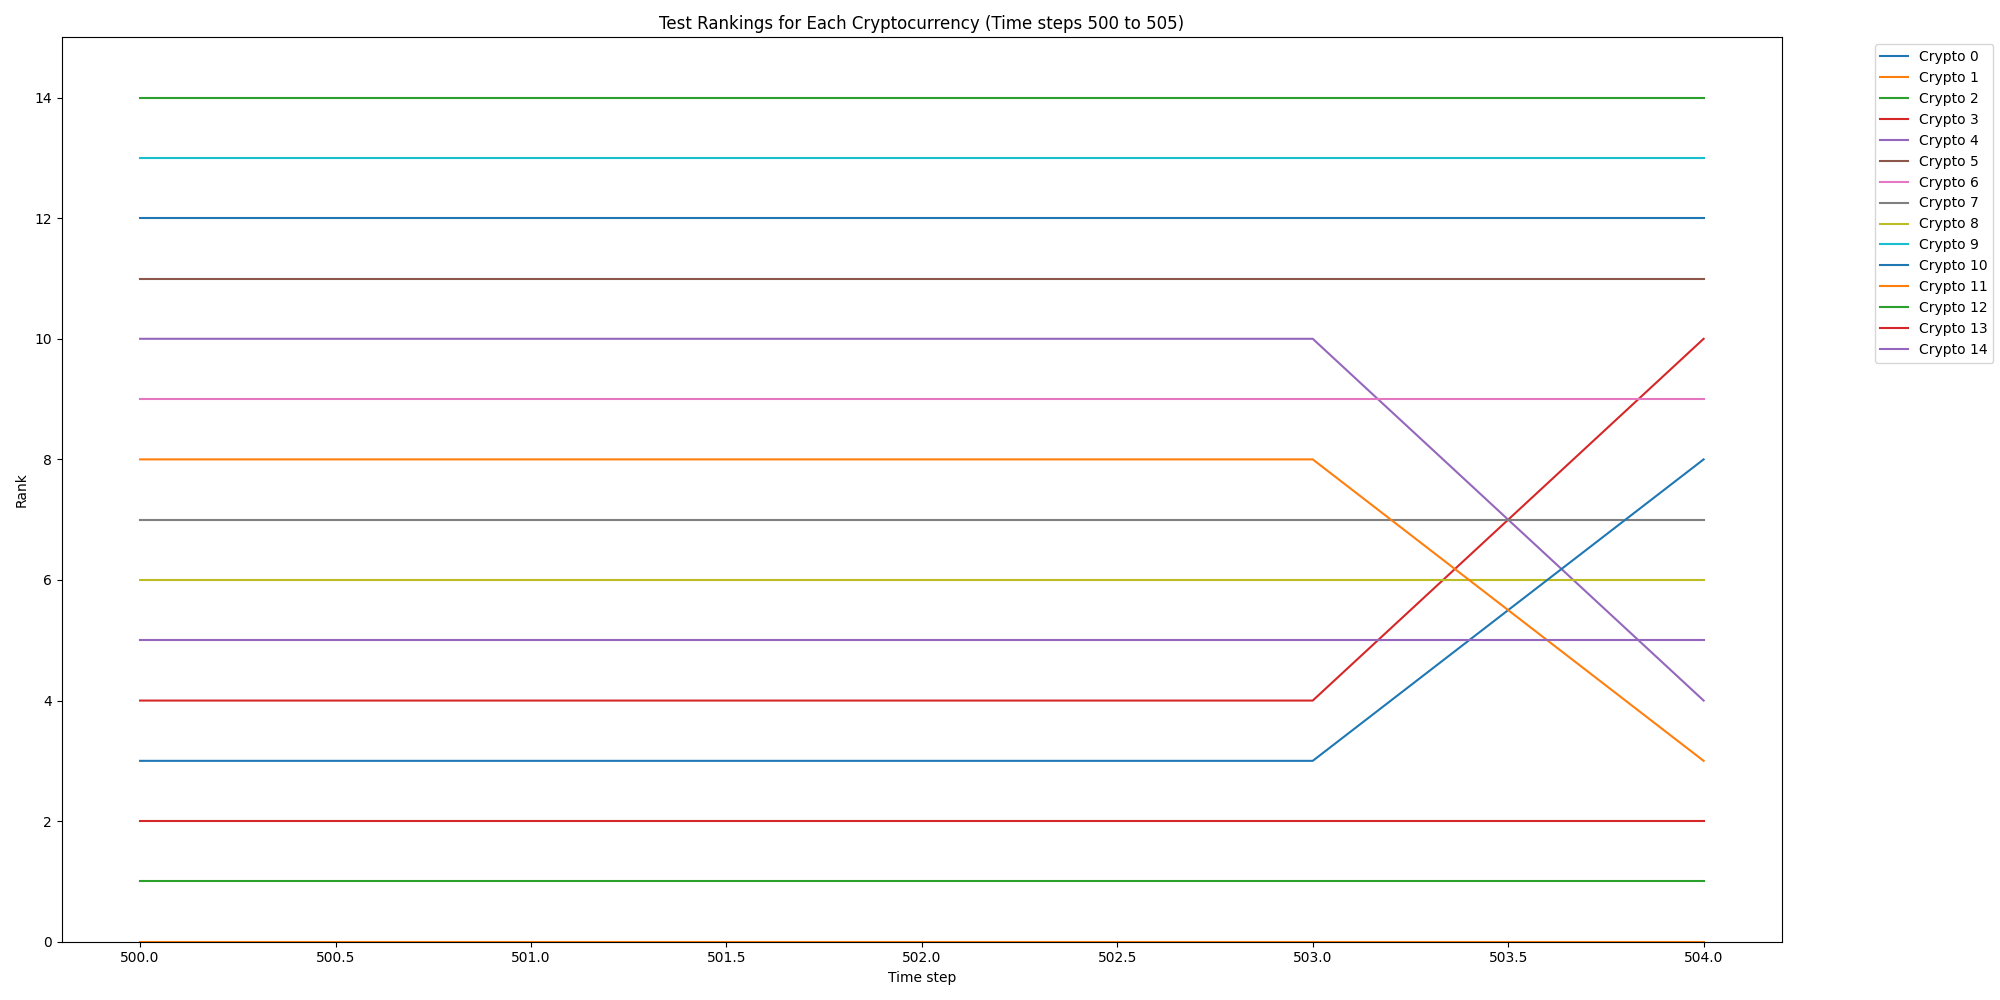 Test Rankings for Each Cryptocurrency (Time steps 500 to 505)
Crypto 0
Crypto 1
Crypto 2
Crypto 3
Crypto 4
Crypto 5
Crypto 6
Crypto 7
Crypto 8
Crypto 9
Crypto 10
Crypto 11
Crypto 12
Crypto 13
Crypto 14
14
12
10
8
6
4
2
0
Rank
500.0 500.5 501.0 501.5 502.0 502.5 503.0 503.5 504.0
Time step